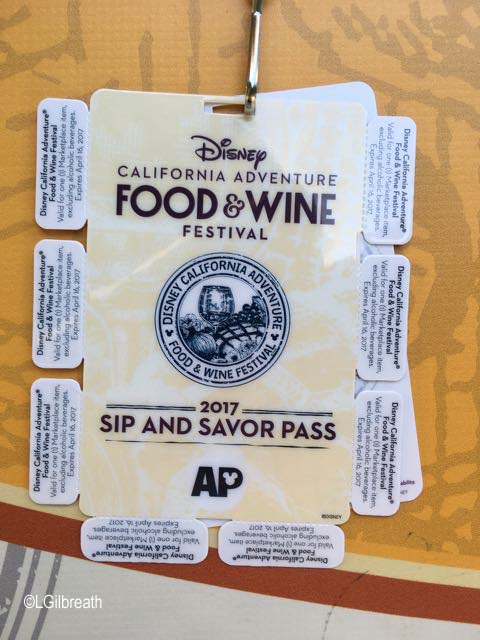 DISNEY
CALIFORNIA ADVENTURE
FOOD & WINE
FESTIVAL
DISNEY CALIFORNIA ADVENTURE
FOOD & WINE FESTIVAL
2017
SIP AND SAVOR PASS
AP
©DISNEY
Disney California Adventure®
Food & Wine Festival
Valid for one (1) Marketplace item,
excluding alcoholic beverages.
Expires April 16, 2017
Disney California Adventure®
Food & Wine Festival
Valid for one (1) Marketplace item,
excluding alcoholic beverages.
Expires April 16, 2017
Disney California Adventure®
Food & Wine Festival
Valid for one (1) Marketplace item,
excluding alcoholic beverages.
Expires April 16, 2017
Disney California Adventure®
Food & Wine Festival
Valid for one (1) Marketplace item,
excluding alcoholic beverages.
Expires April 16, 2017
Disney California Adventure®
Food & Wine Festival
Valid for one (1) Marketplace item,
excluding alcoholic beverages.
Expires April 16, 2017
Disney California Adventure®
Food & Wine Festival
Valid for one (1) Marketplace item,
excluding alcoholic beverages.
Expires April 16, 2017
Disney California Adventure®
Food & Wine Festival
Valid for one (1) Marketplace item,
excluding alcoholic beverages.
Expires April 16, 2017
Disney California Adventure®
Food & Wine Festival
Valid for one (1) Marketplace item,
excluding alcoholic beverages.
Expires April 16, 2017
©LGilbreath